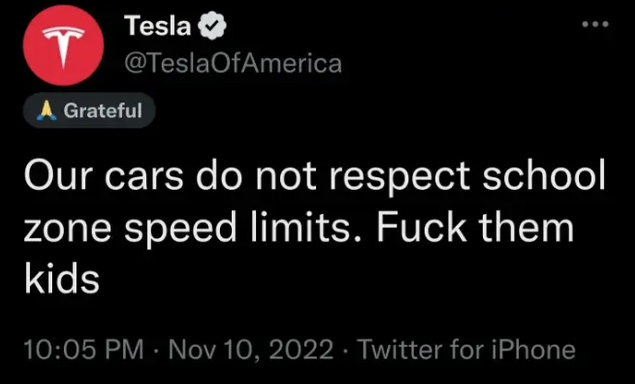 Tesla
@TeslaOfAmerica
🙏 Grateful
Our cars do not respect school
zone speed limits. Fuck them
kids
10:05 PM · Nov 10, 2022 · Twitter for iPhone